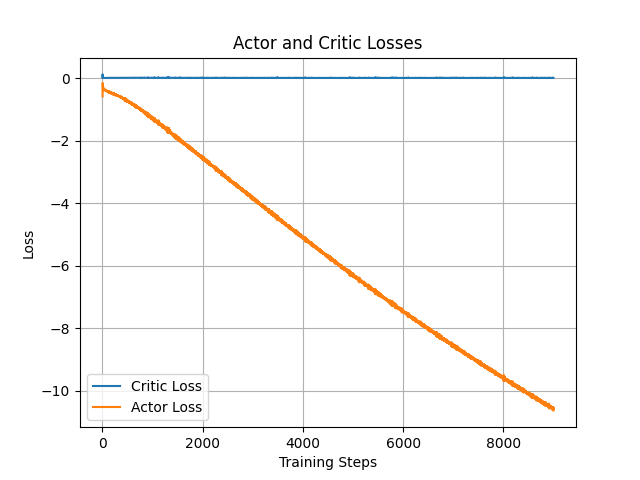 Actor and Critic Losses
0
−2
−4
−6
−8
−10
Loss
Critic Loss
Actor Loss
0
2000
4000
6000
8000
Training Steps